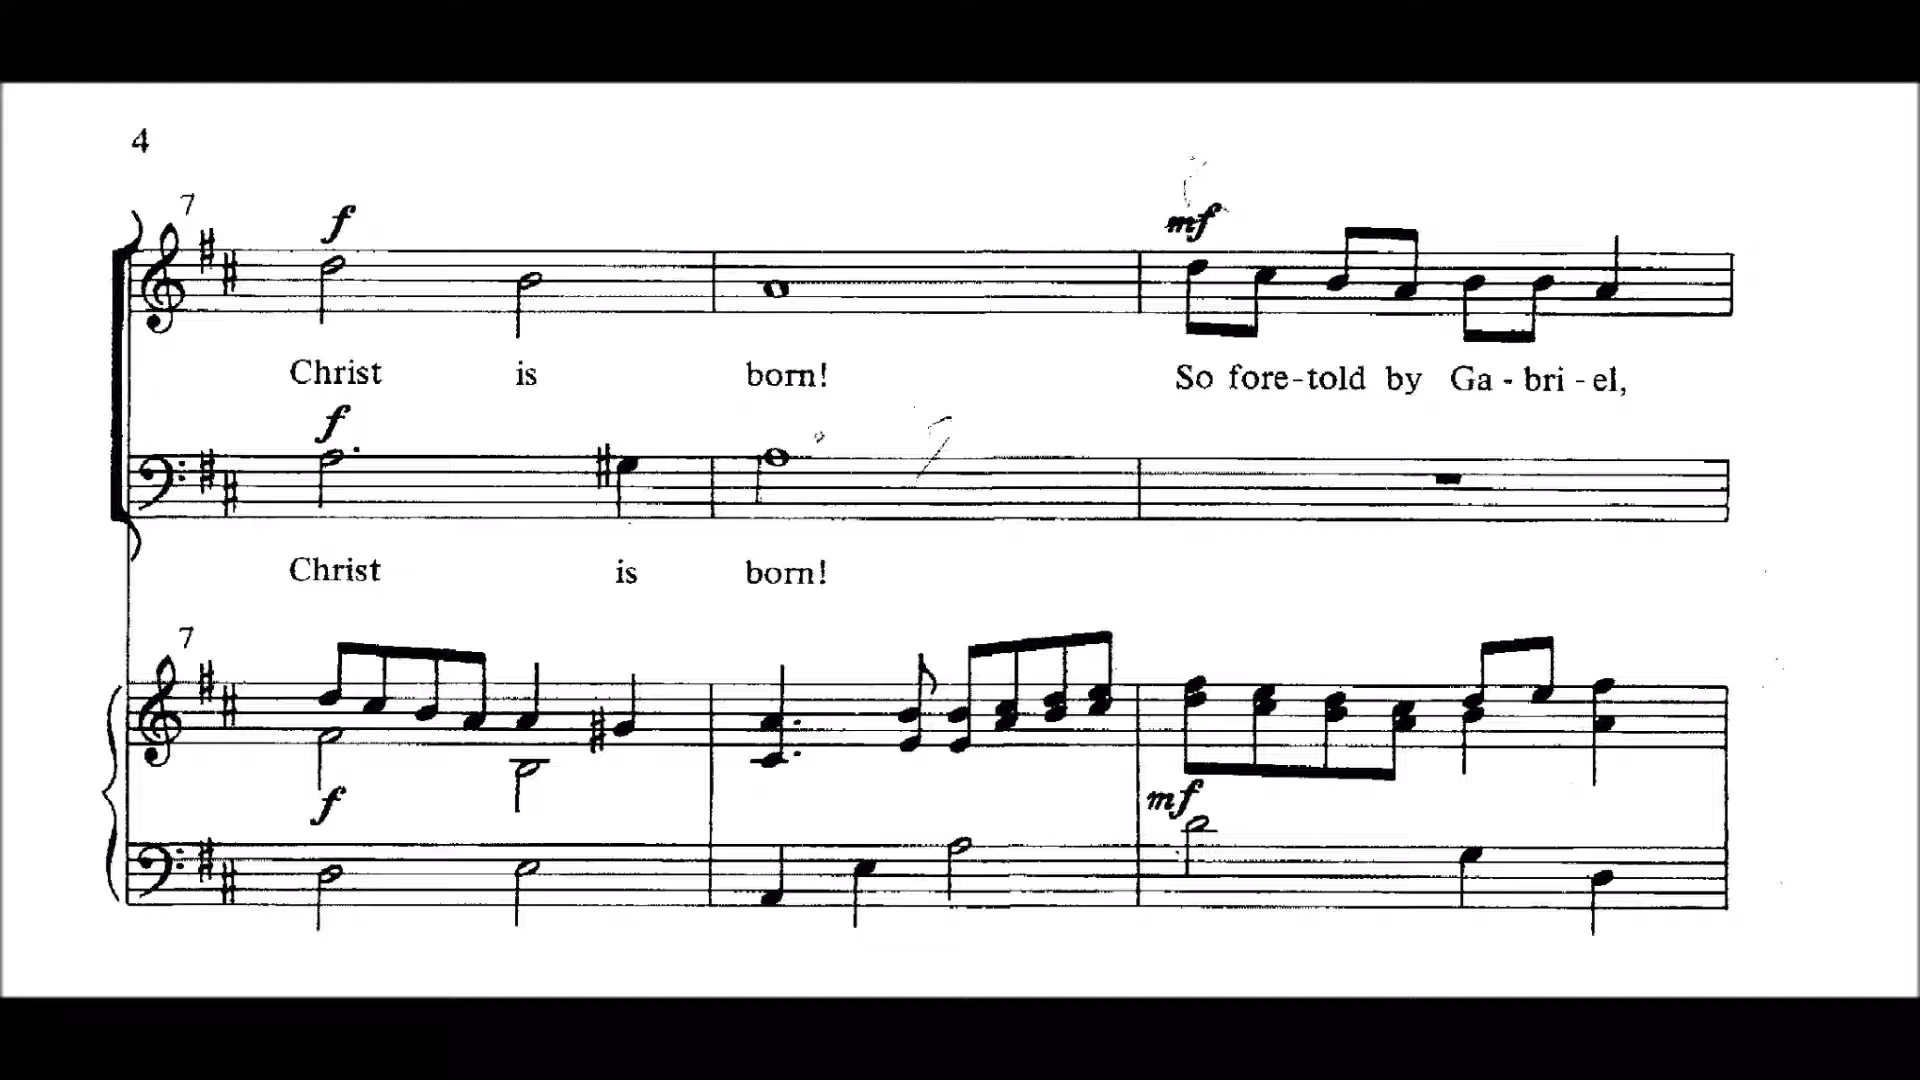 4
7
f
mf
Christ is born! So fore-told by Ga-bri-el,
f
Christ is born!
7
f
mf